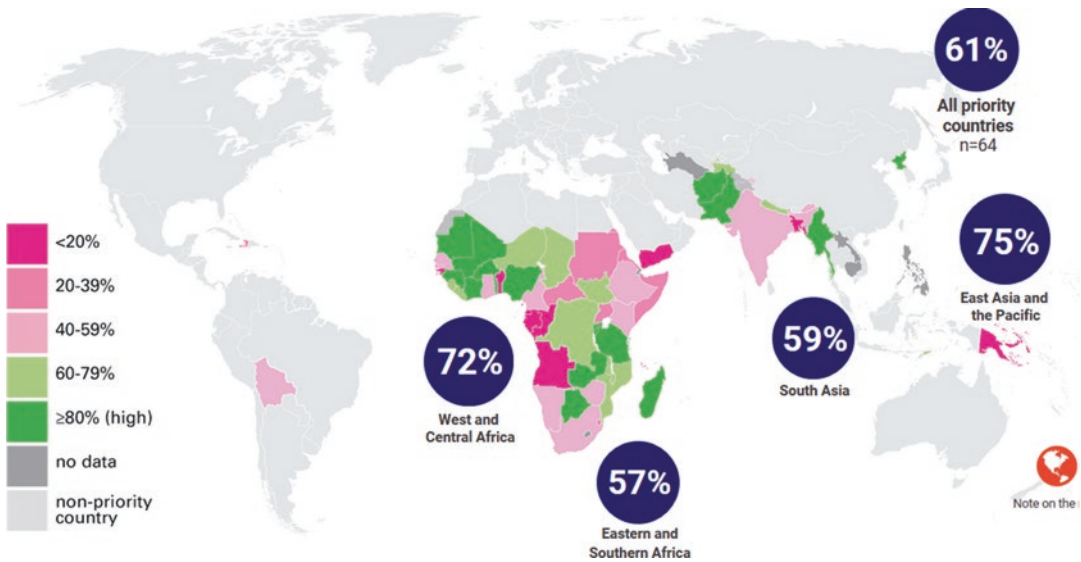 61%
All priority
countries
n=64
<20%
20-39%
40-59%
60-79%
≥80% (high)
no data
non-priority
country
75%
East Asia and
the Pacific
59%
South Asia
72%
West and
Central Africa
57%
Eastern and
Southern Africa
Note on the